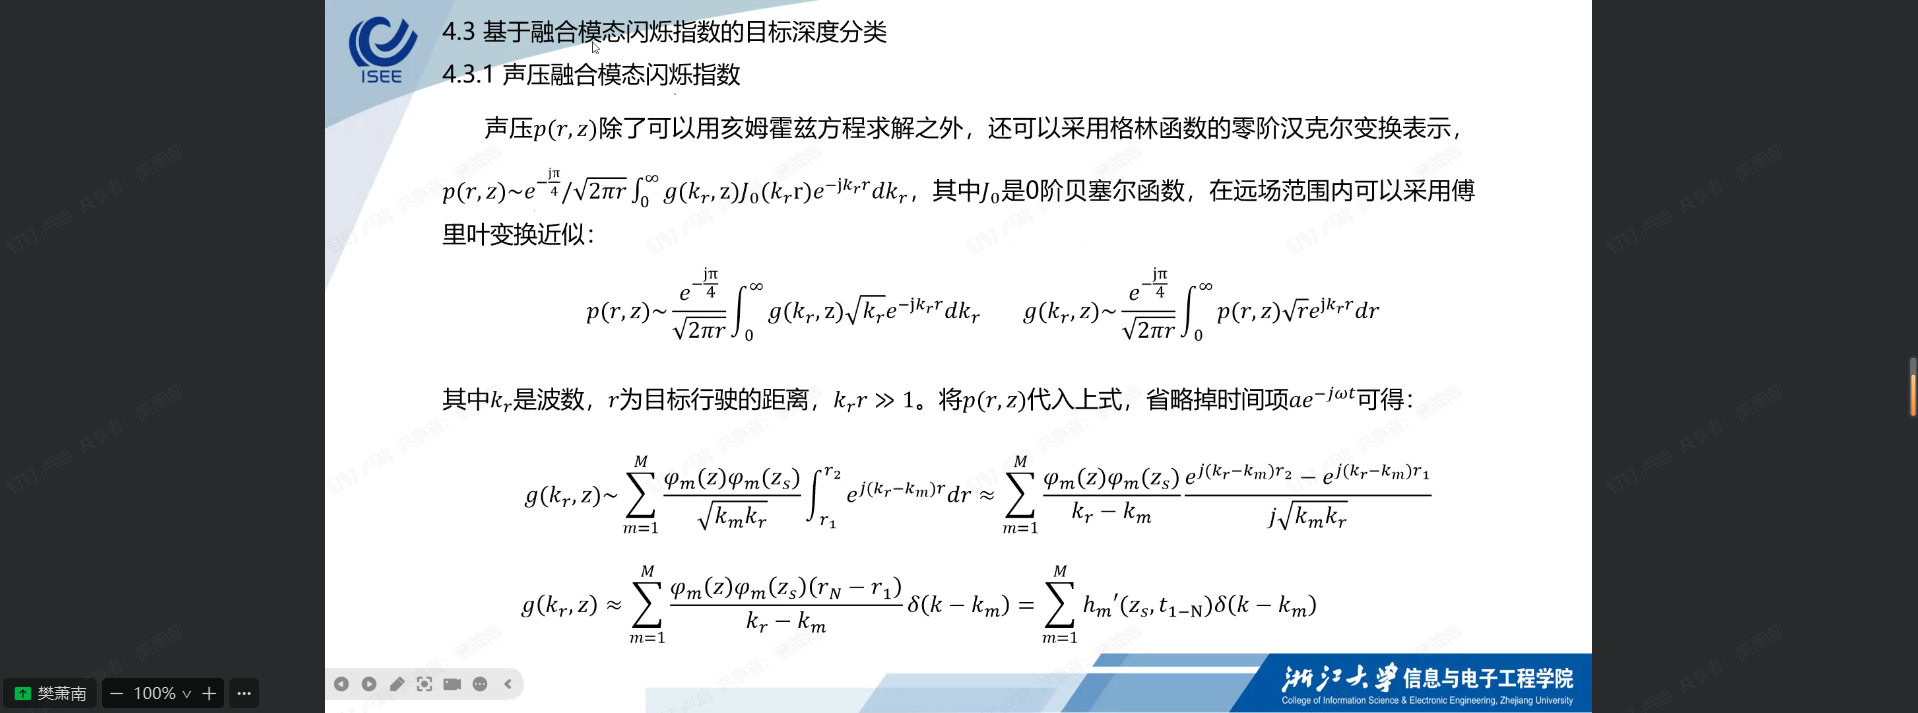 ISEE
4.3 基于融合模态闪烁指数的目标深度分类
4.3.1 声压融合模态闪烁指数
声压p(r, z)除了可以用亥姆霍兹方程求解之外，还可以采用格林函数的零阶汉克尔变换表示，
p(r, z)~e^{-jπ/4}/√(2πr) ∫_0^∞ g(k_r, z)J_0(k_r r)e^{-jk_r r}dk_r，其中J_0是0阶贝塞尔函数，在远场范围内可以采用傅
里叶变换近似：
p(r, z)~ e^{-jπ/4}/√(2πr) ∫_0^∞ g(k_r, z)√(k_r)e^{-jk_r r}dk_r g(k_r, z)~ e^{-jπ/4}/√(2πr) ∫_0^∞ p(r, z)√r e^{jk_r r}dr
其中k_r是波数，r为目标行驶的距离，k_r r ≫ 1。将p(r, z)代入上式，省略掉时间项ae^{-jωt}可得：
g(k_r, z)~ ∑_{m=1}^{M} φ_m(z)φ_m(z_s)/√(k_m k_r) ∫_{r_1}^{r_2} e^{j(k_r-k_m)r}dr ≈ ∑_{m=1}^{M} φ_m(z)φ_m(z_s)/(k_r − k_m) (e^{j(k_r-k_m)r_2} − e^{j(k_r-k_m)r_1})/(j√(k_m k_r))
g(k_r, z) ≈ ∑_{m=1}^{M} φ_m(z)φ_m(z_s)(r_N − r_1)/(k_r − k_m) δ(k − k_m) = ∑_{m=1}^{M} h_m′(z_s, t_{1−N})δ(k − k_m)
浙江大学 信息与电子工程学院
College of Information Science & Electronic Engineering, Zhejiang University
樊萧南 − 100% ∨ + ···